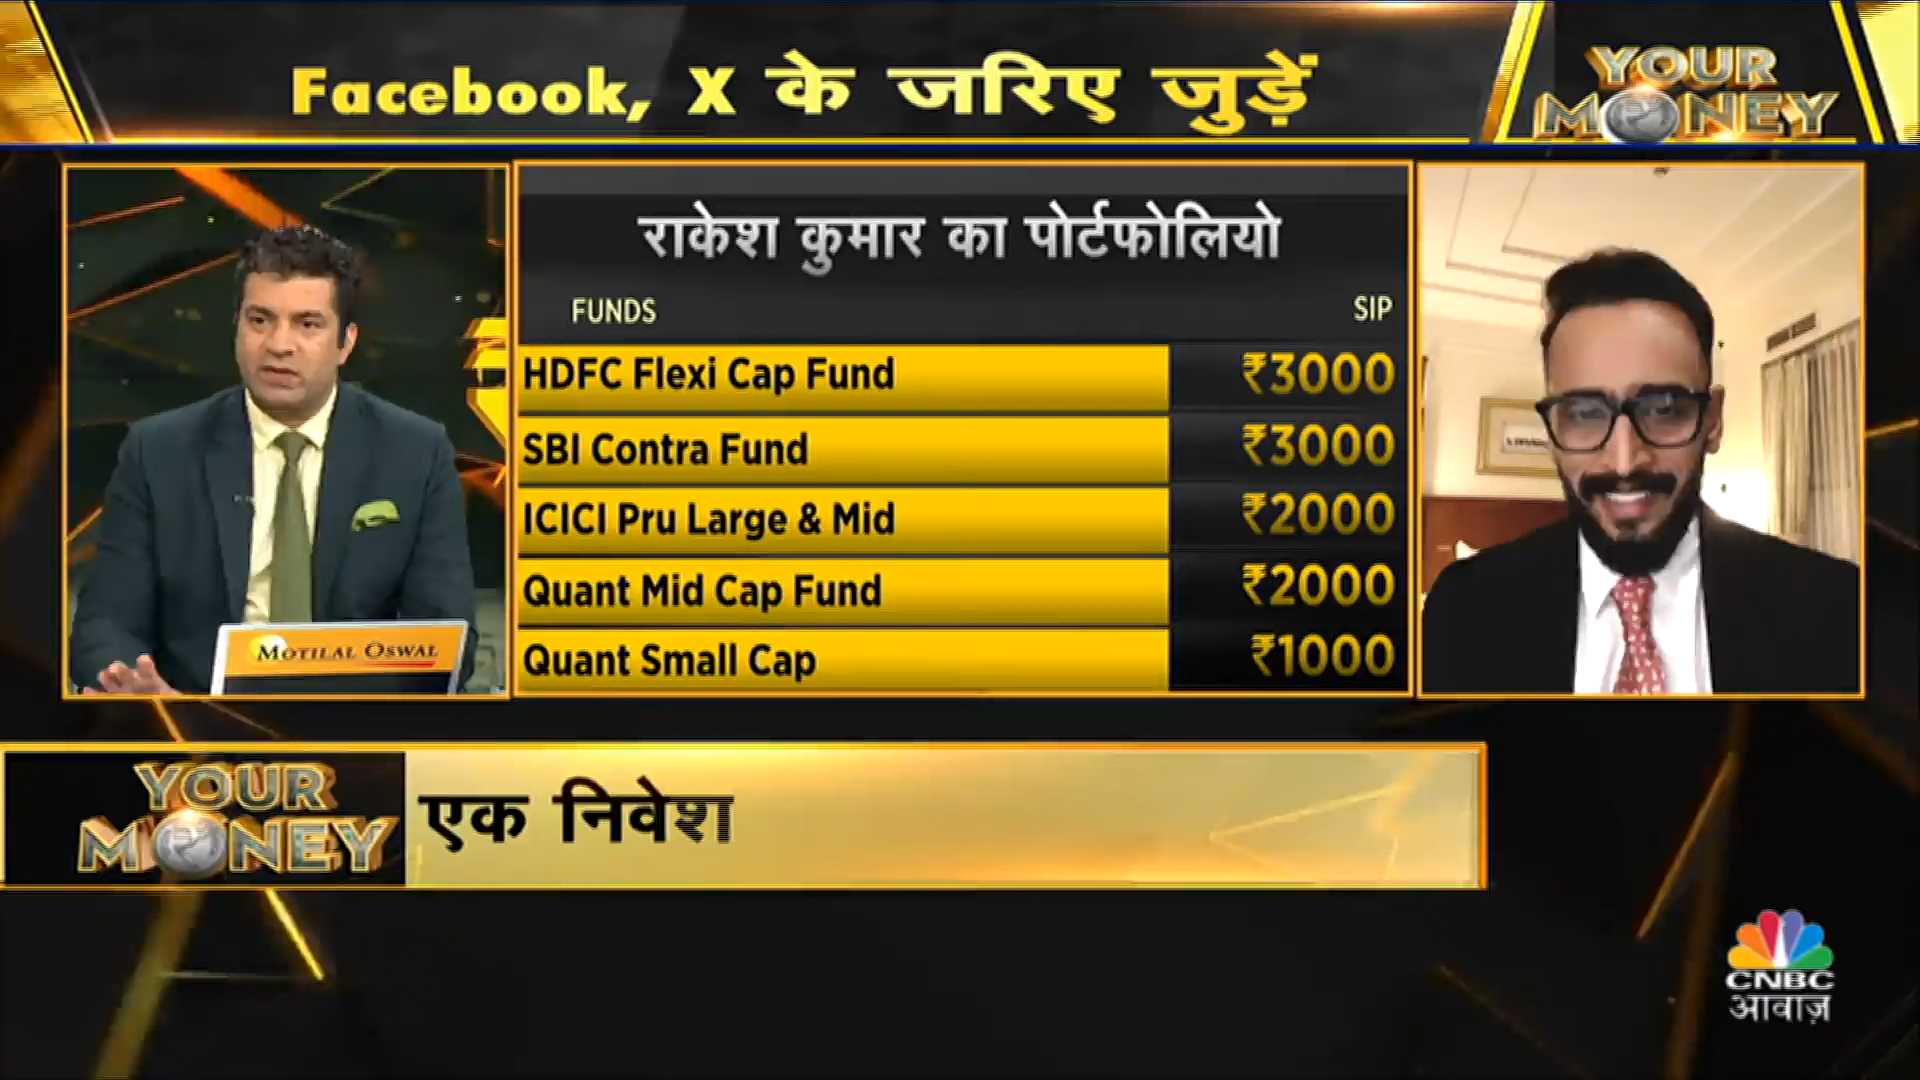 Facebook, X के जरिए जुड़ें
YOUR
MONEY
राकेश कुमार का पोर्टफोलियो
FUNDS SIP
HDFC Flexi Cap Fund ₹3000
SBI Contra Fund ₹3000
ICICI Pru Large & Mid ₹2000
Quant Mid Cap Fund ₹2000
Quant Small Cap ₹1000
MOTILAL OSWAL
YOUR
MONEY
एक निवेश
CNBC
आवाज़